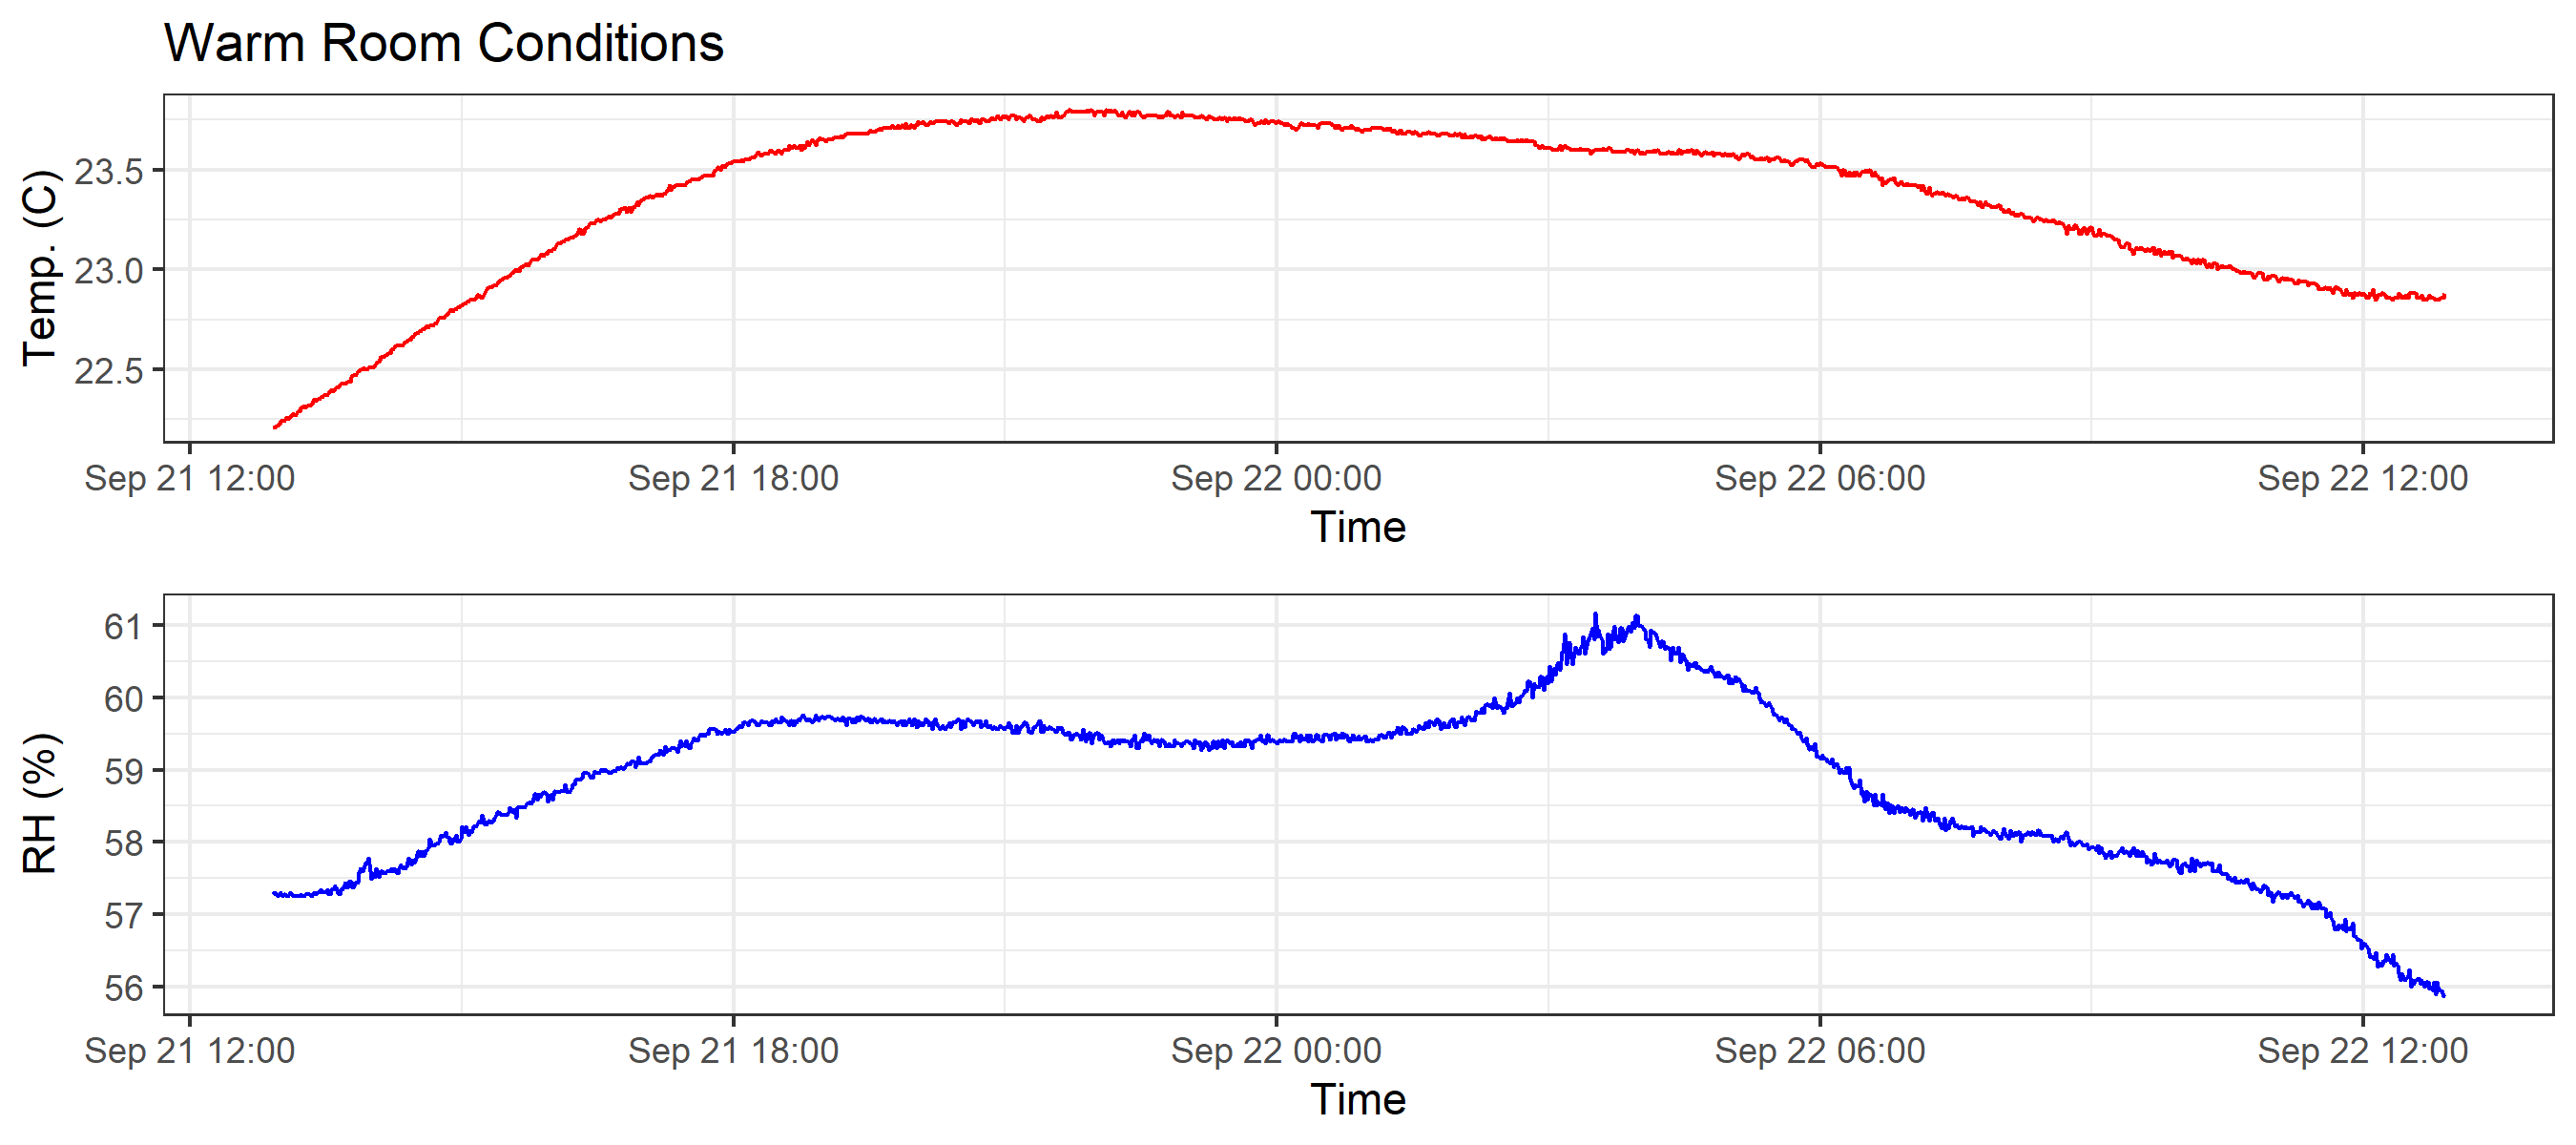 Warm Room Conditions
Temp. (C)
23.5
23.0
22.5
Sep 21 12:00 Sep 21 18:00 Sep 22 00:00 Sep 22 06:00 Sep 22 12:00
Time
RH (%)
61
60
59
58
57
56
Sep 21 12:00 Sep 21 18:00 Sep 22 00:00 Sep 22 06:00 Sep 22 12:00
Time